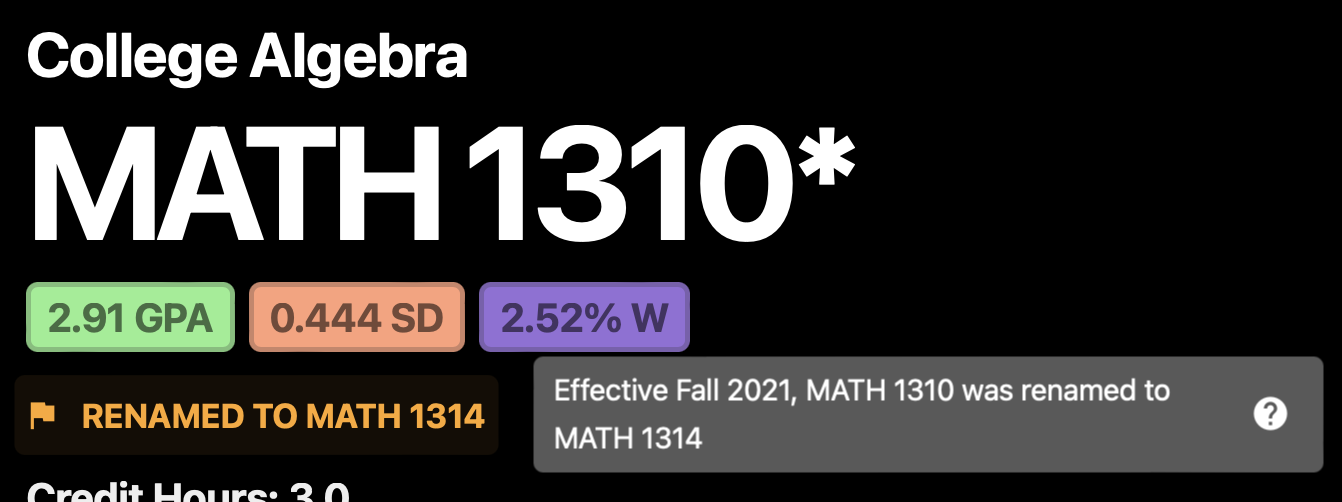 College Algebra
MATH 1310*
2.91 GPA 0.444 SD 2.52% W
RENAMED TO MATH 1314
Effective Fall 2021, MATH 1310 was renamed to
MATH 1314
Credit Hours: 3.0